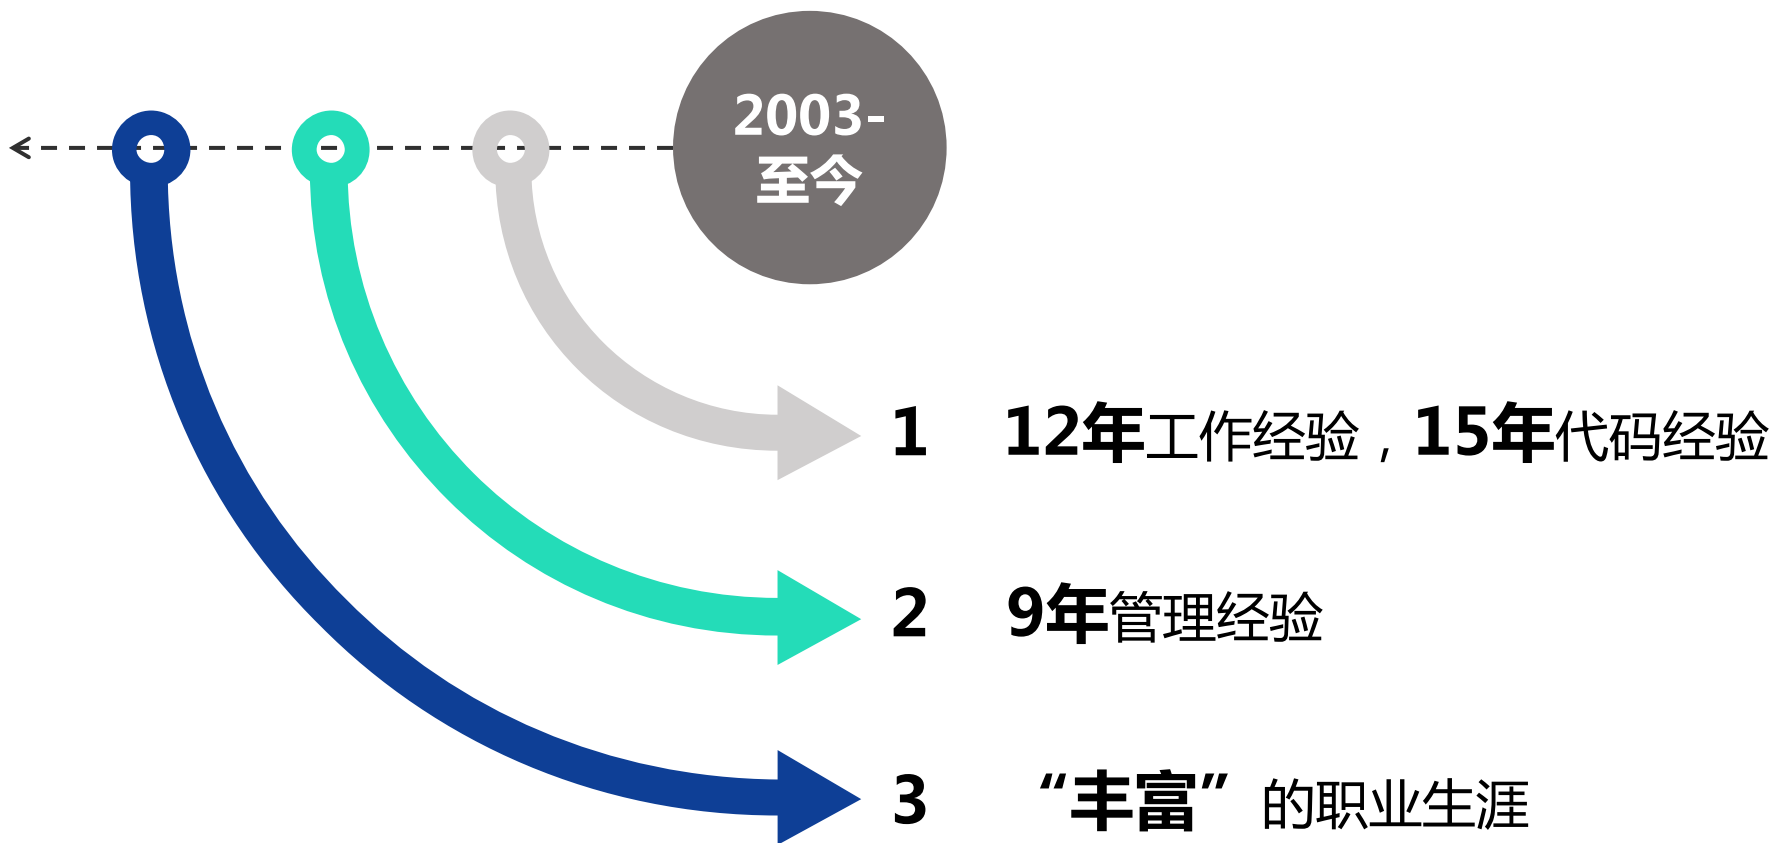 2003-
至今
1 12年工作经验，15年代码经验
2 9年管理经验
3 “丰富”的职业生涯